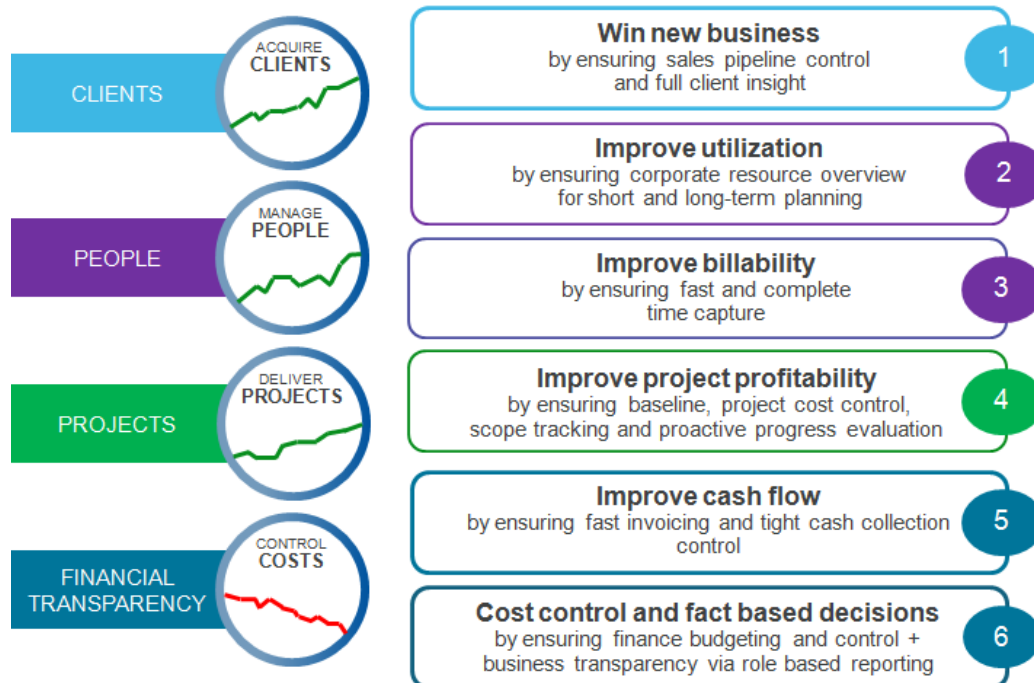 CLIENTS
ACQUIRE
CLIENTS
Win new business
by ensuring sales pipeline control
and full client insight
1
Improve utilization
by ensuring corporate resource overview
for short and long-term planning
2
PEOPLE
MANAGE
PEOPLE
Improve billability
by ensuring fast and complete
time capture
3
PROJECTS
DELIVER
PROJECTS
Improve project profitability
by ensuring baseline, project cost control,
scope tracking and proactive progress evaluation
4
Improve cash flow
by ensuring fast invoicing and tight cash collection
control
5
FINANCIAL
TRANSPARENCY
CONTROL
COSTS
Cost control and fact based decisions
by ensuring finance budgeting and control +
business transparency via role based reporting
6